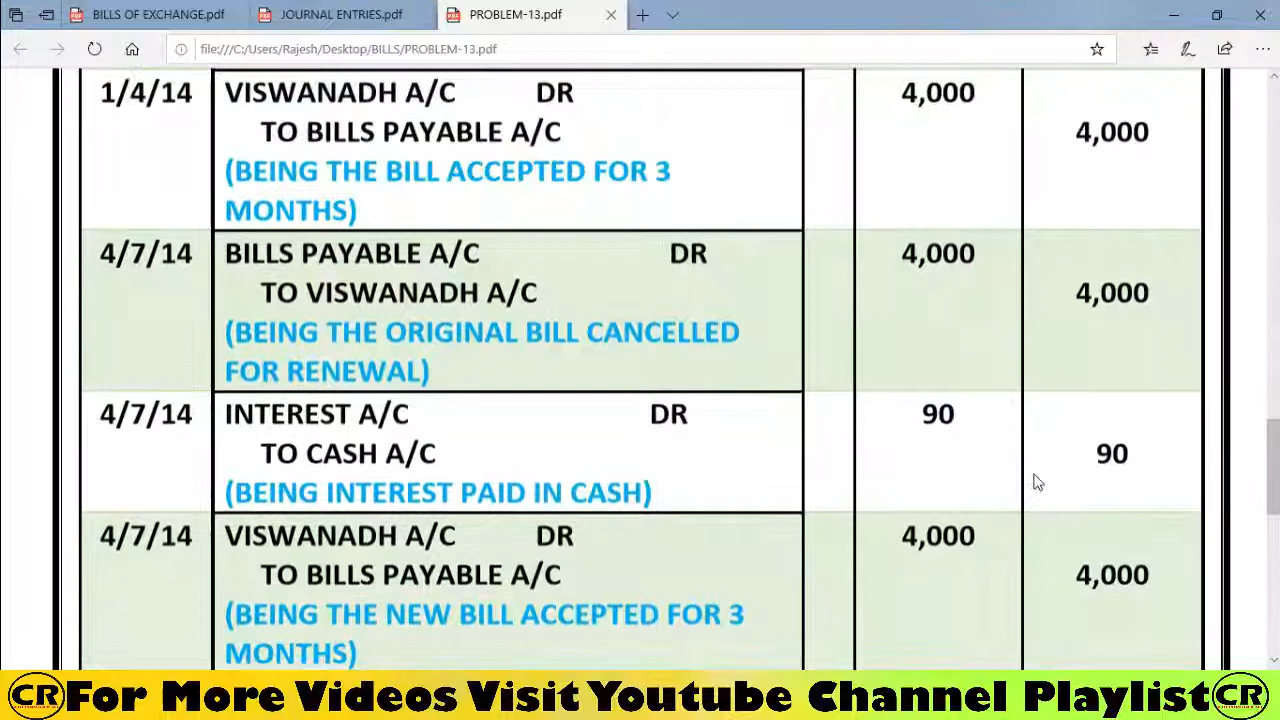 BILLS OF EXCHANGE.pdf JOURNAL ENTRIES.pdf PROBLEM-13.pdf
file:///C:/Users/Rajesh/Desktop/BILLS/PROBLEM-13.pdf
1/4/14 VISWANADH A/C DR 4,000
TO BILLS PAYABLE A/C 4,000
(BEING THE BILL ACCEPTED FOR 3
MONTHS)
4/7/14 BILLS PAYABLE A/C DR 4,000
TO VISWANADH A/C 4,000
(BEING THE ORIGINAL BILL CANCELLED
FOR RENEWAL)
4/7/14 INTEREST A/C DR 90
TO CASH A/C 90
(BEING INTEREST PAID IN CASH)
4/7/14 VISWANADH A/C DR 4,000
TO BILLS PAYABLE A/C 4,000
(BEING THE NEW BILL ACCEPTED FOR 3
MONTHS)
CR For More Videos Visit Youtube Channel Playlist CR